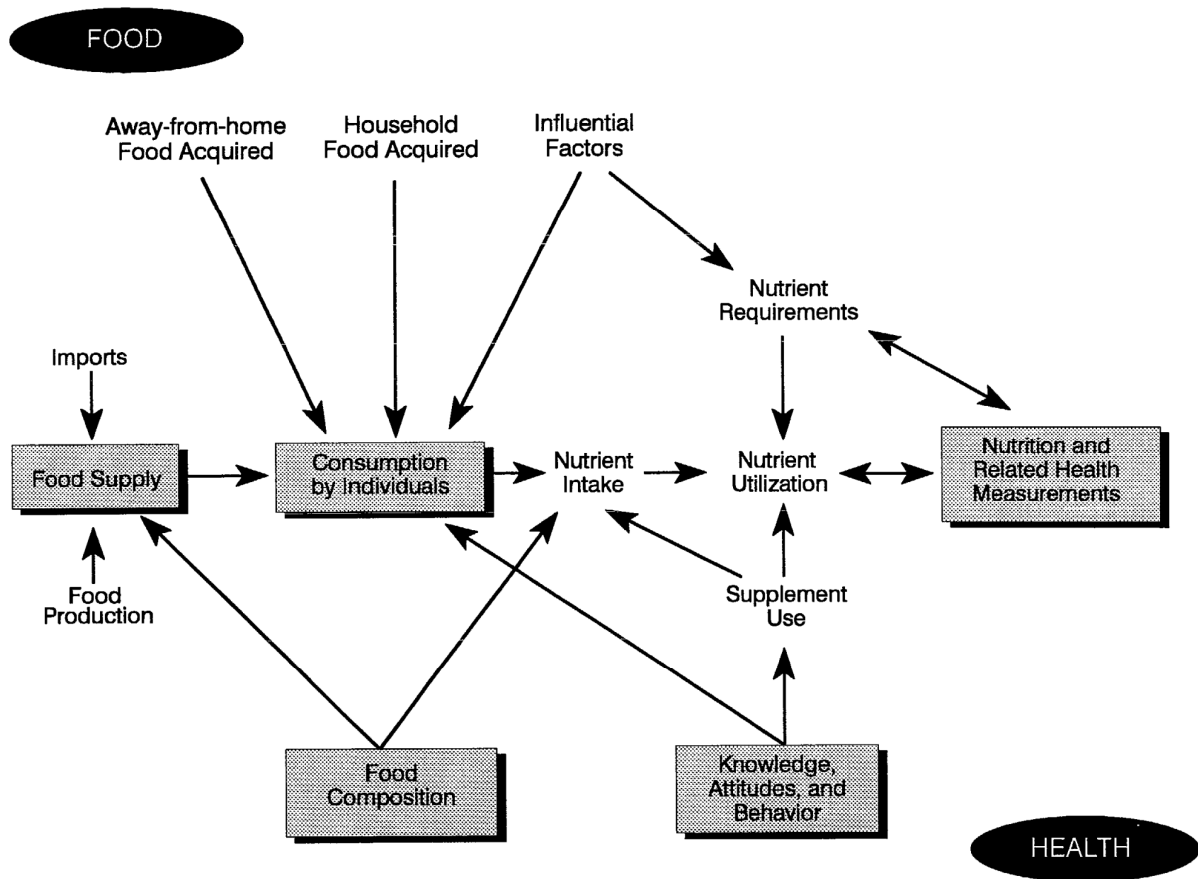 FOOD
Away-from-home
Food Acquired
Household
Food Acquired
Influential
Factors
Nutrient
Requirements
Imports
Food Supply
Consumption
by Individuals
Nutrient
Intake
Nutrient
Utilization
Nutrition and
Related Health
Measurements
Food
Production
Supplement
Use
Food
Composition
Knowledge,
Attitudes, and
Behavior
HEALTH